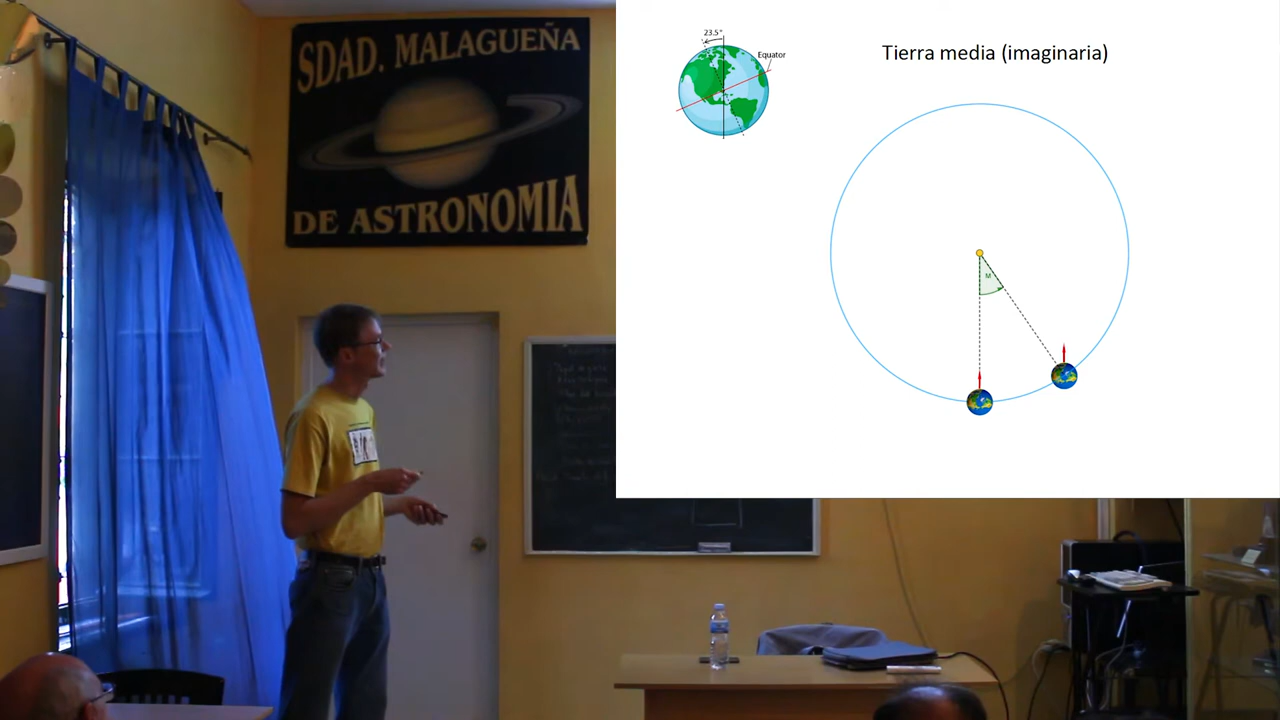 SDAD. MALAGUEÑA
DE ASTRONOMIA
23.5°
Equator
Tierra media (imaginaria)
M